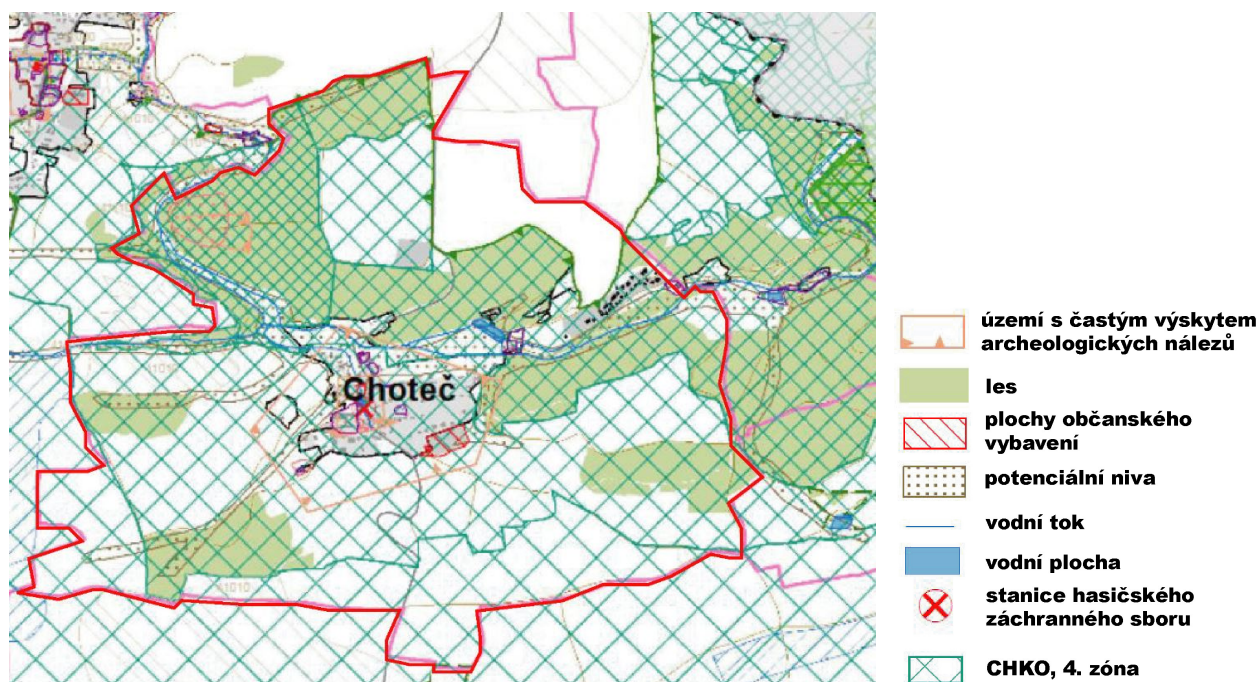 Choteč
41010
území s častým výskytem
archeologických nálezů
les
plochy občanského
vybavení
potenciální niva
vodní tok
vodní plocha
stanice hasičského
záchranného sboru
CHKO, 4. zóna